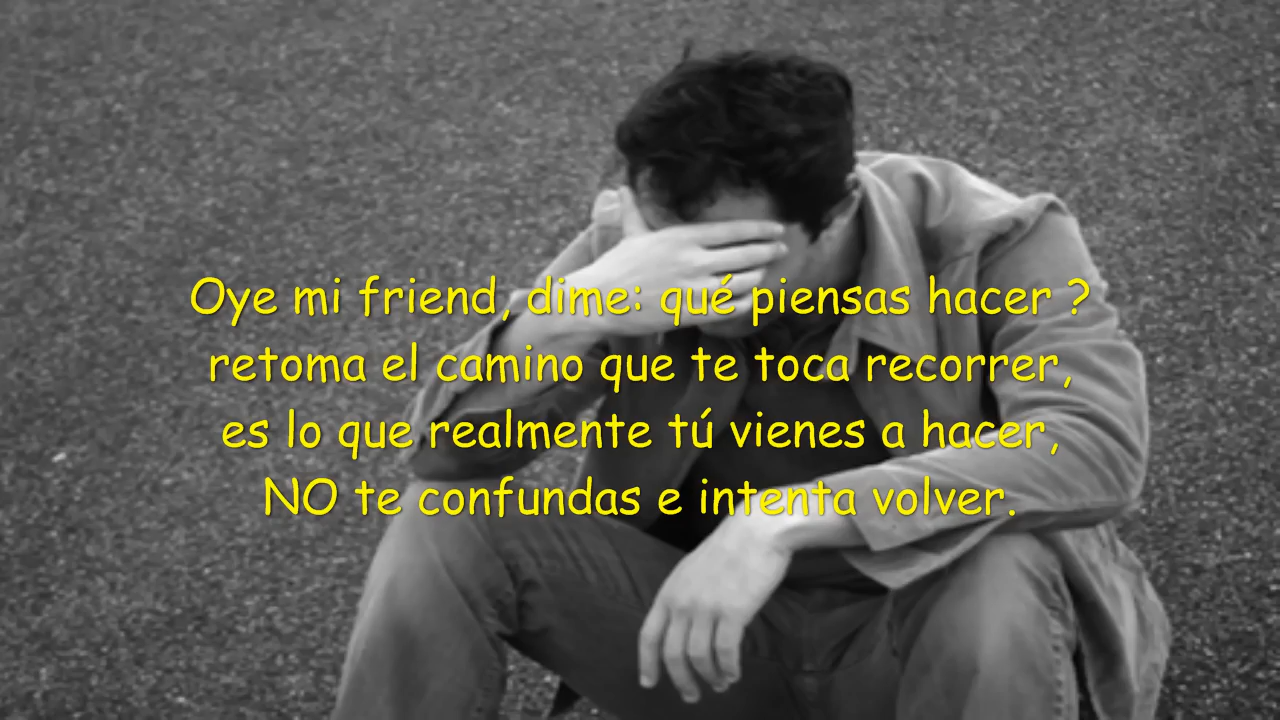 Oye mi friend, dime: qué piensas hacer ?
retoma el camino que te toca recorrer,
es lo que realmente tú vienes a hacer,
NO te confundas e intenta volver.